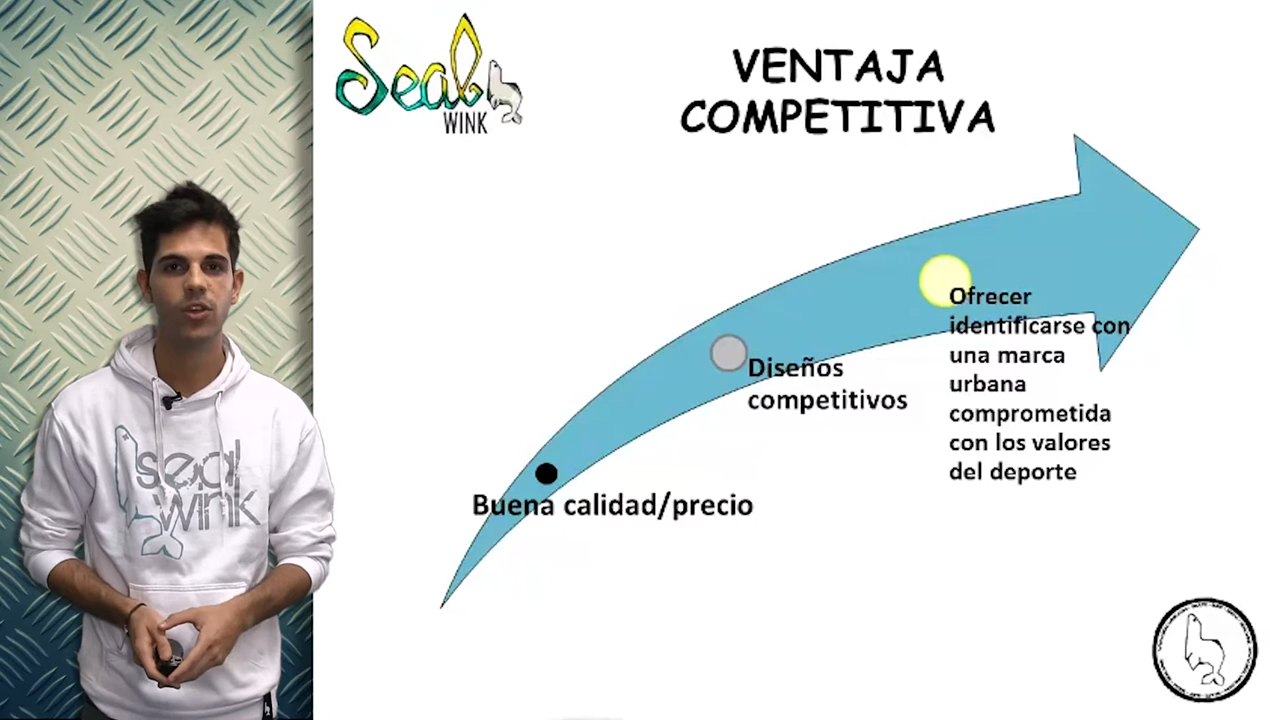 Seal
WINK
VENTAJA
COMPETITIVA
Ofrecer
identificarse con
una marca
urbana
comprometida
con los valores
del deporte
Diseños
competitivos
Buena calidad/precio
seal
wink